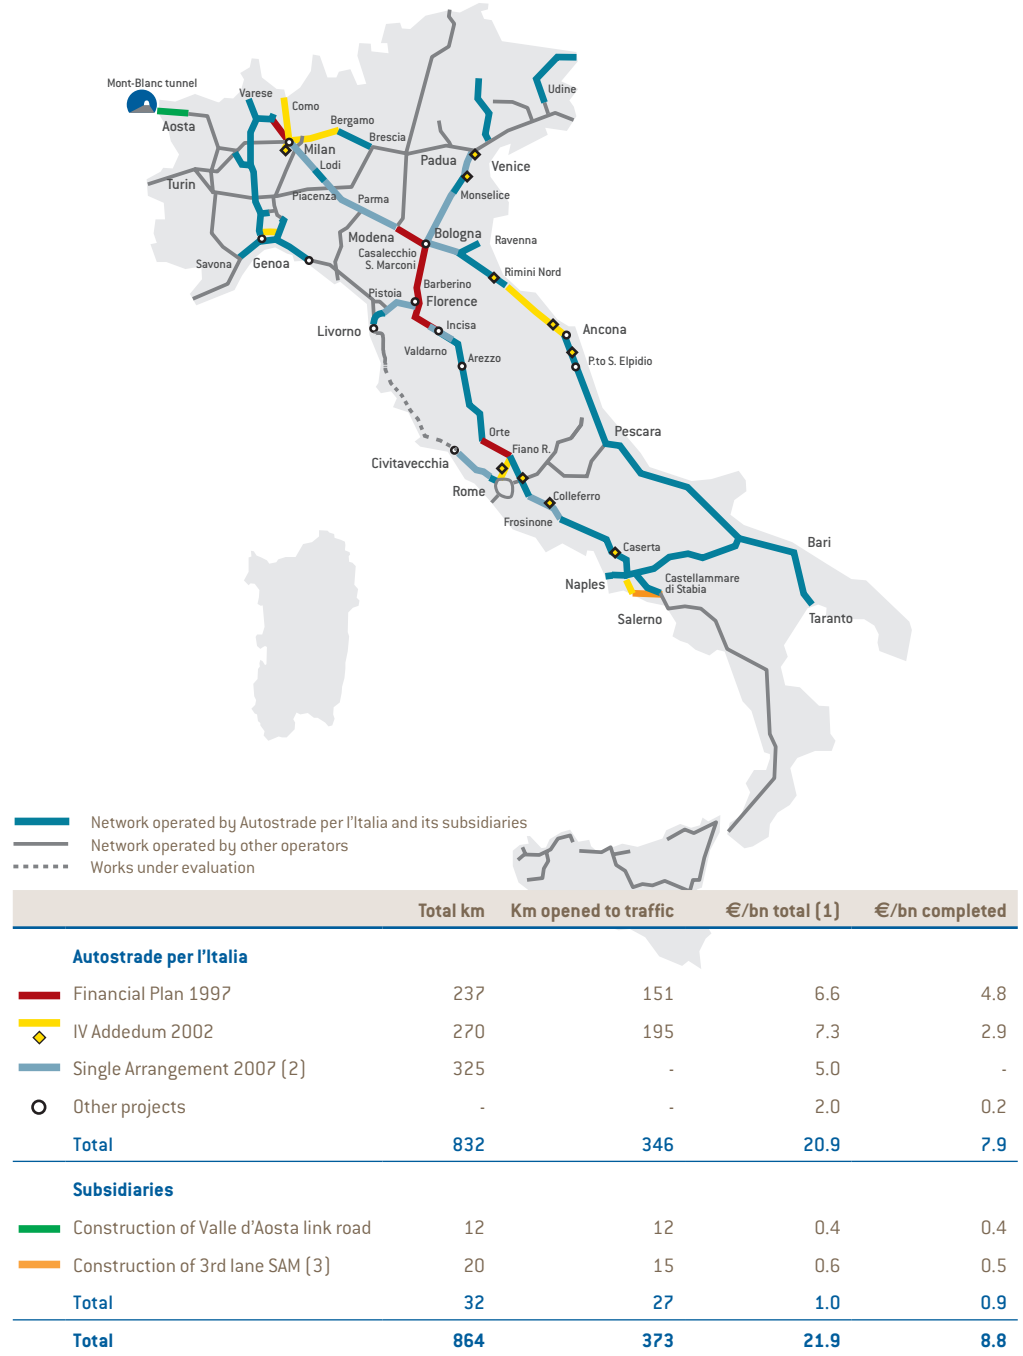 Mont-Blanc tunnel
Aosta
Varese
Como
Bergamo
Brescia
Milan
Lodi
Turin
Piacenza
Parma
Udine
Padua
Venice
Monselice
Modena
Bologna
Casalecchio
S. Marconi
Ravenna
Savona
Genoa
Rimini Nord
Barberino
Pistoia
Florence
Livorno
Incisa
Valdarno
Arezzo
Ancona
P.to S. Elpidio
Orte
Fiano R.
Pescara
Civitavecchia
Rome
Colleferro
Frosinone
Caserta
Bari
Naples
Castellammare
di Stabia
Salerno
Taranto
Network operated by Autostrade per l'Italia and its subsidiaries
Network operated by other operators
Works under evaluation
Total km Km opened to traffic €/bn total (1) €/bn completed
Autostrade per l'Italia
Financial Plan 1997 237 151 6.6 4.8
IV Addedum 2002 270 195 7.3 2.9
Single Arrangement 2007 (2) 325 - 5.0 -
Other projects - - 2.0 0.2
Total 832 346 20.9 7.9
Subsidiaries
Construction of Valle d'Aosta link road 12 12 0.4 0.4
Construction of 3rd lane SAM (3) 20 15 0.6 0.5
Total 32 27 1.0 0.9
Total 864 373 21.9 8.8